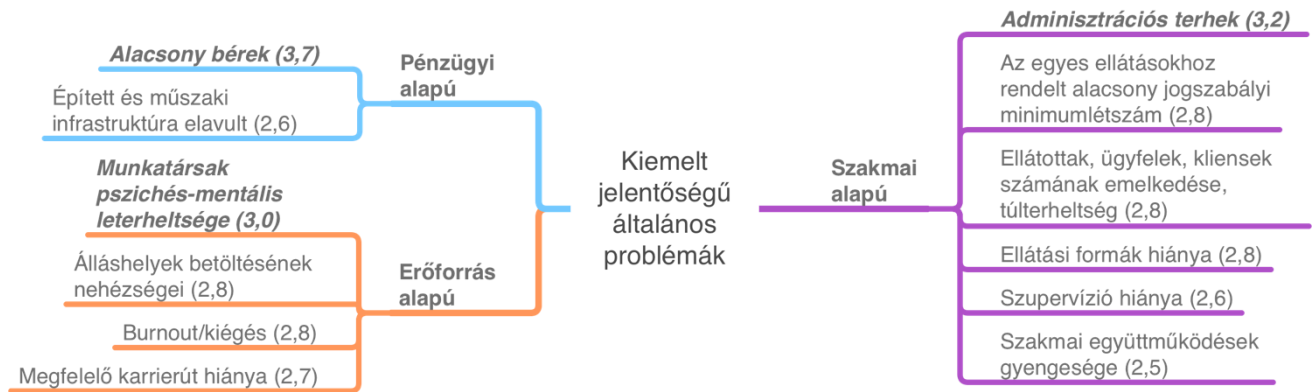 Kiemelt
jelentőségű
általános
problémák
Pénzügyi
alapú
Alacsony bérek (3,7)
Épített és műszaki
infrastruktúra elavult (2,6)
Erőforrás
alapú
Munkatársak
pszichés-mentális
leterheltsége (3,0)
Álláshelyek betöltésének
nehézségei (2,8)
Burnout/kiégés (2,8)
Megfelelő karrierút hiánya (2,7)
Szakmai
alapú
Adminisztrációs terhek (3,2)
Az egyes ellátásokhoz
rendelt alacsony jogszabályi
minimumlétszám (2,8)
Ellátottak, ügyfelek, kliensek
számának emelkedése,
túlterheltség (2,8)
Ellátási formák hiánya (2,8)
Szupervízió hiánya (2,6)
Szakmai együttműködések
gyengesége (2,5)